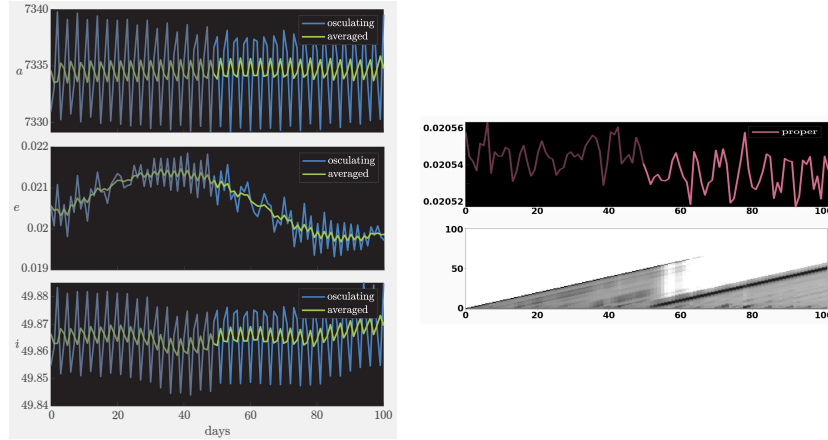 7340
7335
7330
a
osculating
averaged
0.022
0.021
0.02
0.019
e
osculating
averaged
49.88
49.87
49.86
49.85
49.84
i
osculating
averaged
0 20 40 60 80 100
days
0.02056
0.02054
0.02052
proper
0 20 40 60 80 100
100
50
0
0 20 40 60 80 100